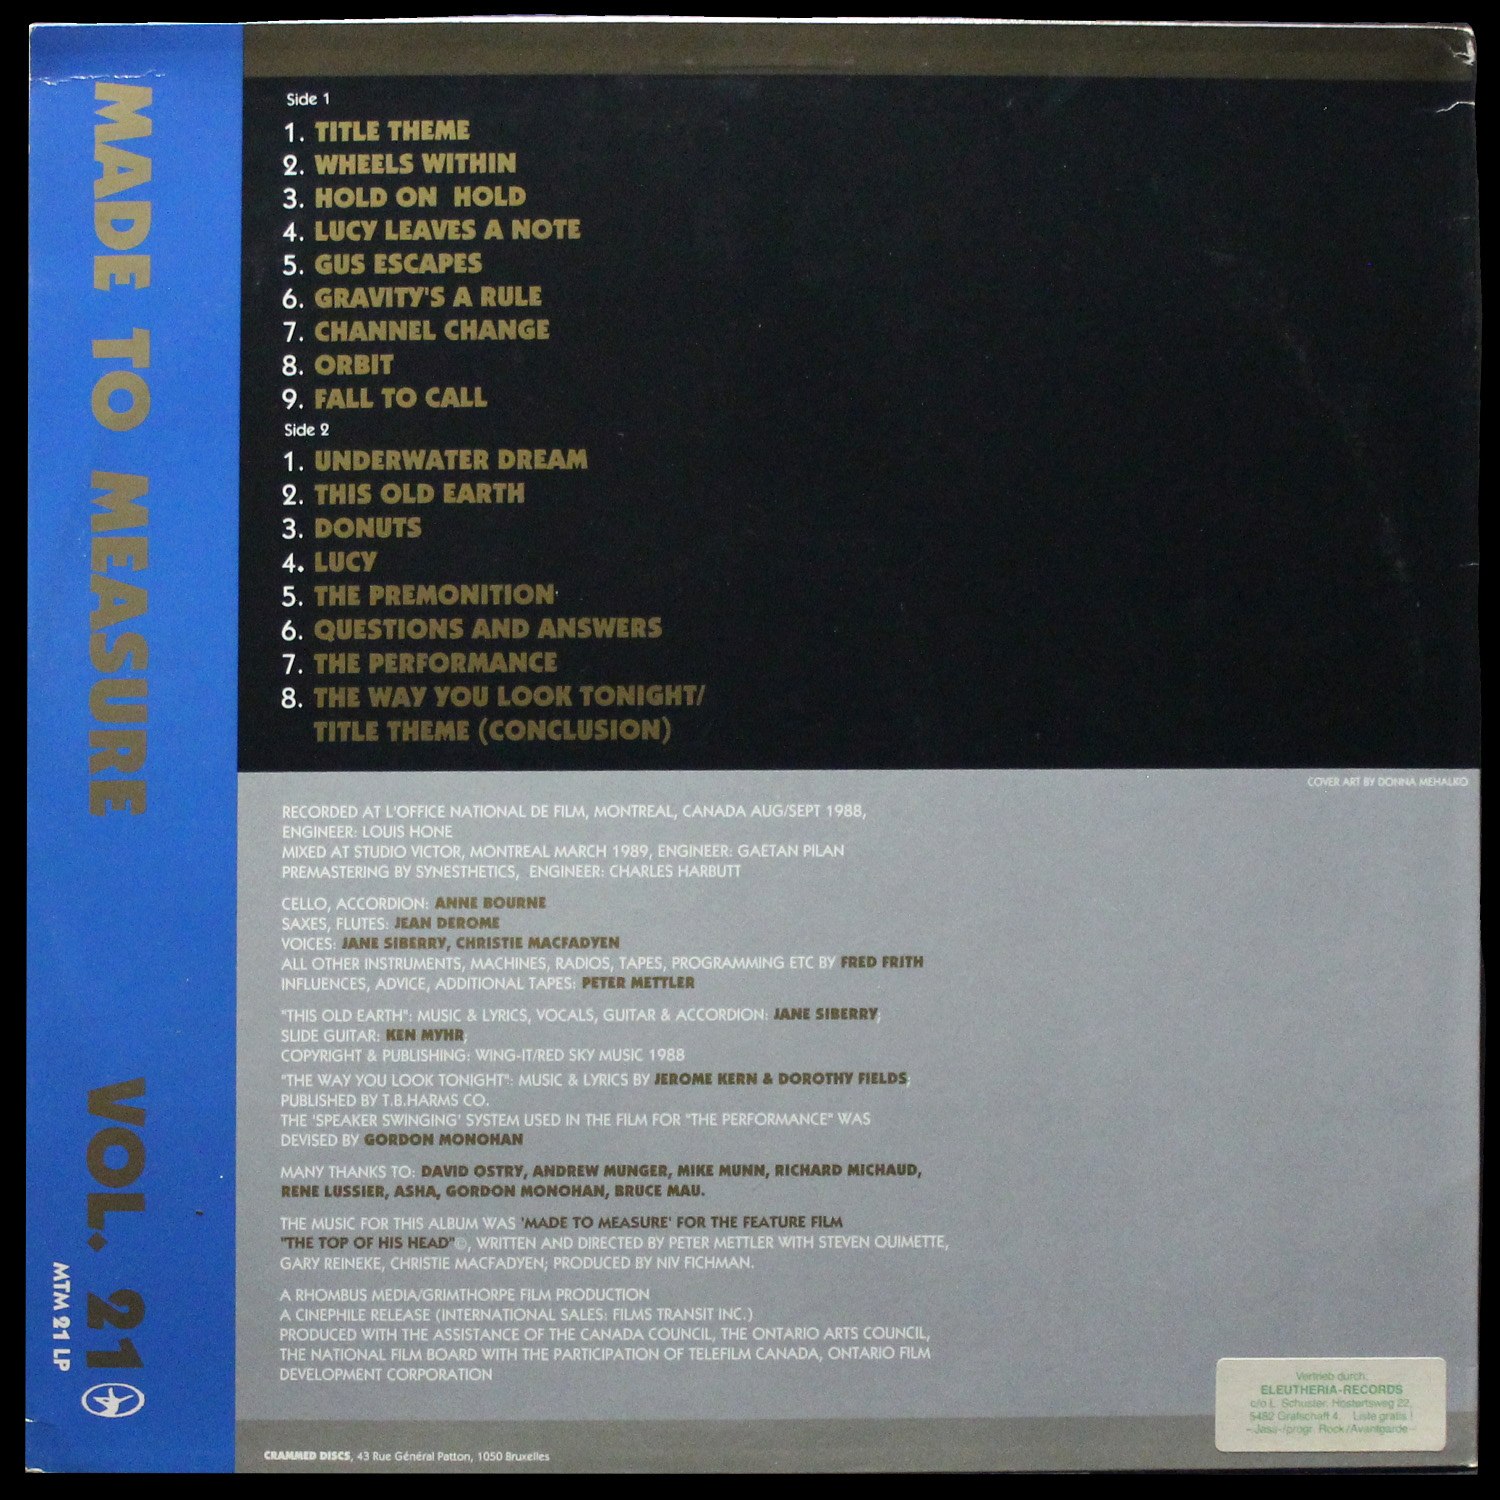 MADE TO MEASURE VOL. 21
MTM 21 LP
Side 1
1. TITLE THEME
2. WHEELS WITHIN
3. HOLD ON HOLD
4. LUCY LEAVES A NOTE
5. GUS ESCAPES
6. GRAVITY'S A RULE
7. CHANNEL CHANGE
8. ORBIT
9. FALL TO CALL
Side 2
1. UNDERWATER DREAM
2. THIS OLD EARTH
3. DONUTS
4. LUCY
5. THE PREMONITION
6. QUESTIONS AND ANSWERS
7. THE PERFORMANCE
8. THE WAY YOU LOOK TONIGHT/
TITLE THEME (CONCLUSION)
COVER ART BY DONNA MEHALKO
RECORDED AT L'OFFICE NATIONAL DE FILM, MONTREAL, CANADA AUG/SEPT 1988,
ENGINEER: LOUIS HONE
MIXED AT STUDIO VICTOR, MONTREAL MARCH 1989, ENGINEER: GAETAN PILAN
PREMASTERING BY SYNESTHETICS, ENGINEER: CHARLES HARBUTT
CELLO, ACCORDION: ANNE BOURNE
SAXES, FLUTES: JEAN DEROME
VOICES: JANE SIBERRY, CHRISTIE MACFADYEN
ALL OTHER INSTRUMENTS, MACHINES, RADIOS, TAPES, PROGRAMMING ETC BY FRED FRITH
INFLUENCES, ADVICE, ADDITIONAL TAPES: PETER METTLER
"THIS OLD EARTH": MUSIC & LYRICS, VOCALS, GUITAR & ACCORDION: JANE SIBERRY;
SLIDE GUITAR: KEN MYHR;
COPYRIGHT & PUBLISHING: WING-IT/RED SKY MUSIC 1988
"THE WAY YOU LOOK TONIGHT": MUSIC & LYRICS BY JEROME KERN & DOROTHY FIELDS;
PUBLISHED BY T.B.HARMS CO.
THE 'SPEAKER SWINGING' SYSTEM USED IN THE FILM FOR "THE PERFORMANCE" WAS
DEVISED BY GORDON MONOHAN
MANY THANKS TO: DAVID OSTRY, ANDREW MUNGER, MIKE MUNN, RICHARD MICHAUD,
RENE LUSSIER, ASHA, GORDON MONOHAN, BRUCE MAU.
THE MUSIC FOR THIS ALBUM WAS 'MADE TO MEASURE' FOR THE FEATURE FILM
"THE TOP OF HIS HEAD"©, WRITTEN AND DIRECTED BY PETER METTLER WITH STEVEN OUIMETTE,
GARY REINEKE, CHRISTIE MACFADYEN; PRODUCED BY NIV FICHMAN.
A RHOMBUS MEDIA/GRIMTHORPE FILM PRODUCTION
A CINEPHILE RELEASE (INTERNATIONAL SALES: FILMS TRANSIT INC.)
PRODUCED WITH THE ASSISTANCE OF THE CANADA COUNCIL, THE ONTARIO ARTS COUNCIL,
THE NATIONAL FILM BOARD WITH THE PARTICIPATION OF TELEFILM CANADA, ONTARIO FILM
DEVELOPMENT CORPORATION
Vertrieb durch:
ELEUTHERIA-RECORDS
c/o L. Schuster, Hostertsweg 22,
5482 Grafschaft 4. Liste gratis!
- Jass-/progr. Rock/Avantgarde -
CRAMMED DISCS, 43 Rue Général Patton, 1050 Bruxelles